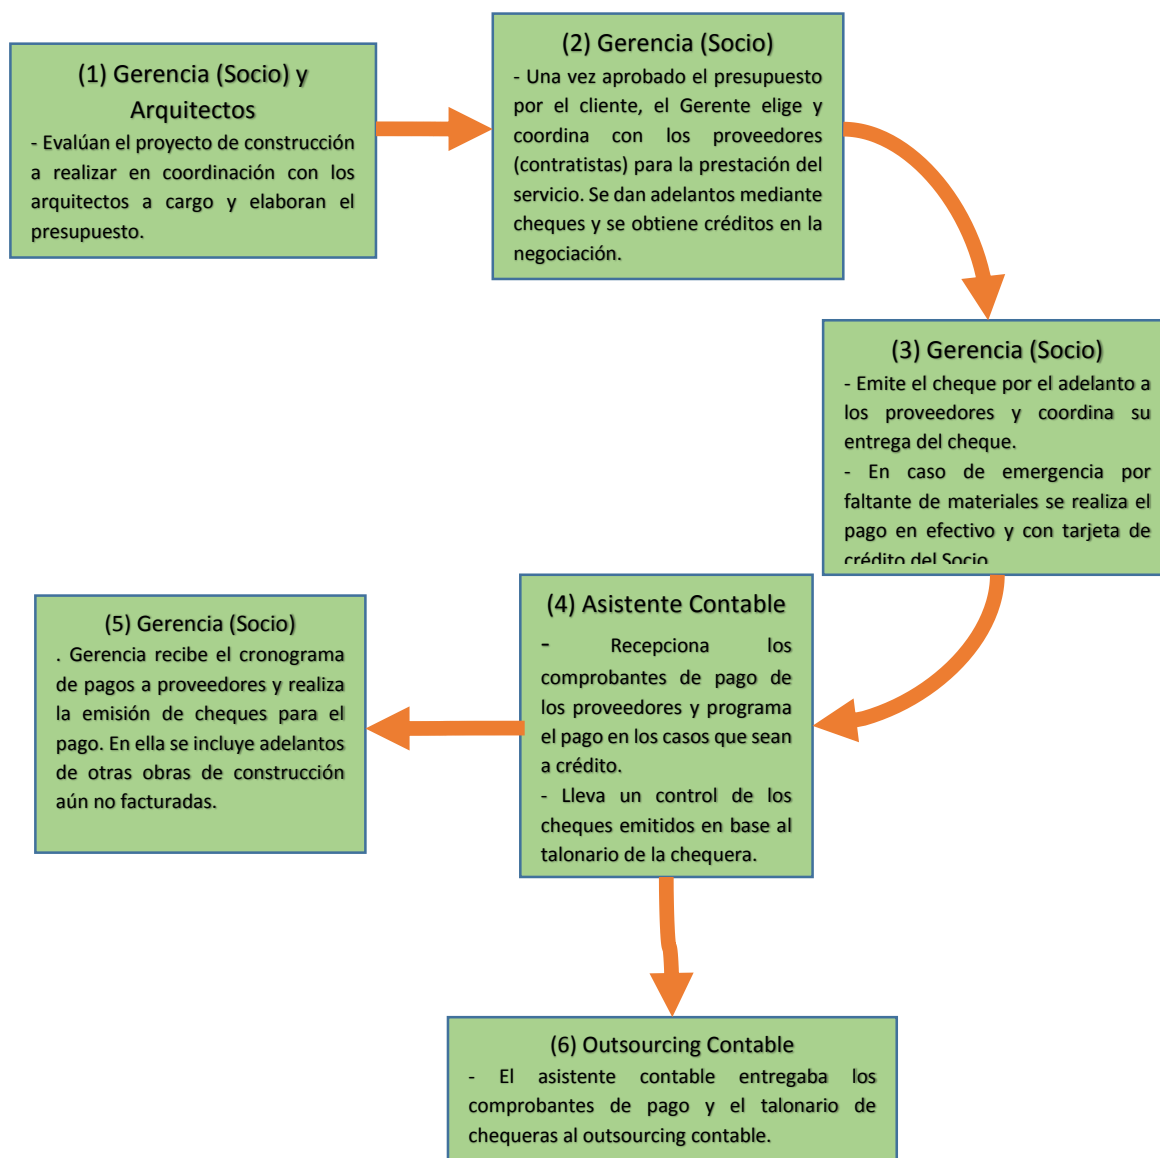 (1) Gerencia (Socio) y
Arquitectos
- Evalúan el proyecto de construcción
a realizar en coordinación con los
arquitectos a cargo y elaboran el
presupuesto.
(2) Gerencia (Socio)
- Una vez aprobado el presupuesto
por el cliente, el Gerente elige y
coordina con los proveedores
(contratistas) para la prestación del
servicio. Se dan adelantos mediante
cheques y se obtiene créditos en la
negociación.
(3) Gerencia (Socio)
- Emite el cheque por el adelanto a
los proveedores y coordina su
entrega del cheque.
- En caso de emergencia por
faltante de materiales se realiza el
pago en efectivo y con tarjeta de
crédito del Socio
(4) Asistente Contable
- Recepciona los
comprobantes de pago de
los proveedores y programa
el pago en los casos que sean
a crédito.
- Lleva un control de los
cheques emitidos en base al
talonario de la chequera.
(5) Gerencia (Socio)
. Gerencia recibe el cronograma
de pagos a proveedores y realiza
la emisión de cheques para el
pago. En ella se incluye adelantos
de otras obras de construcción
aún no facturadas.
(6) Outsourcing Contable
- El asistente contable entregaba los
comprobantes de pago y el talonario de
chequeras al outsourcing contable.